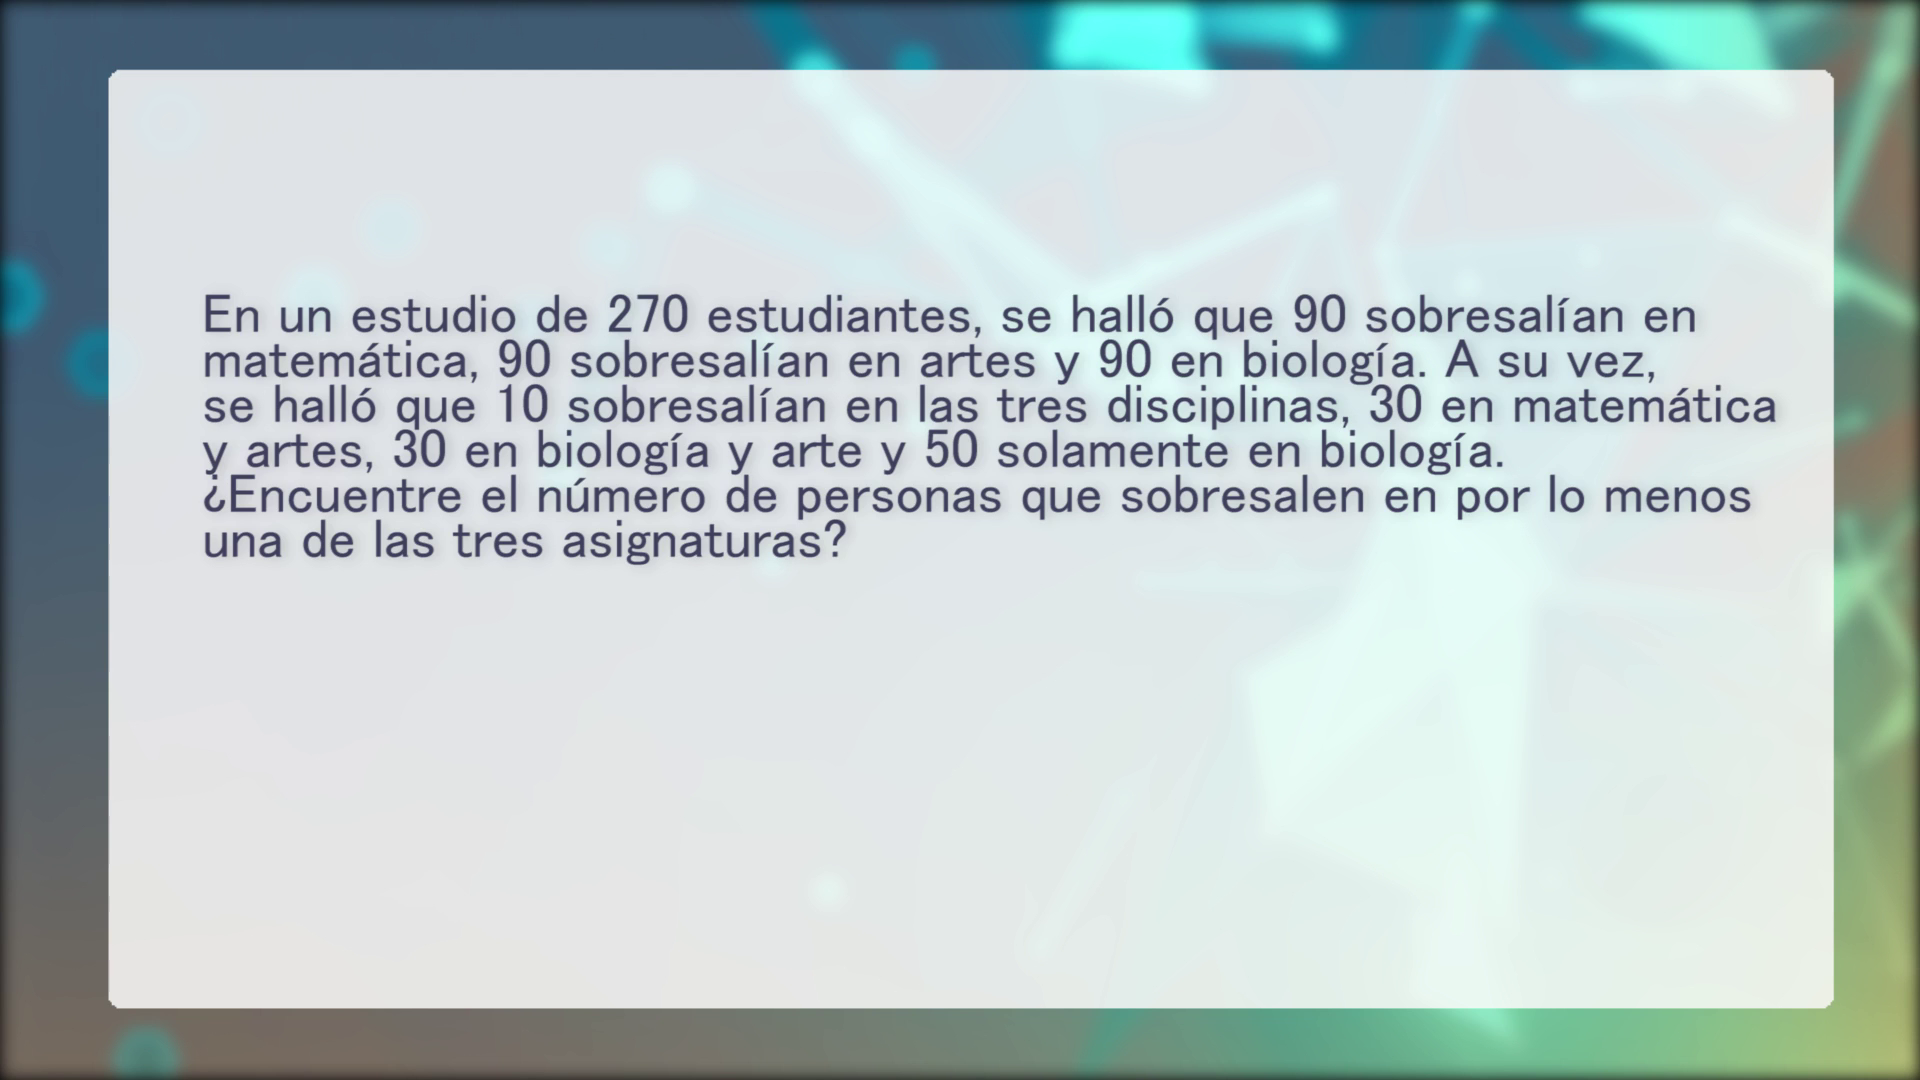 En un estudio de 270 estudiantes, se halló que 90 sobresalían en
matemática, 90 sobresalían en artes y 90 en biología. A su vez,
se halló que 10 sobresalían en las tres disciplinas, 30 en matemática
y artes, 30 en biología y arte y 50 solamente en biología.
¿Encuentre el número de personas que sobresalen en por lo menos
una de las tres asignaturas?